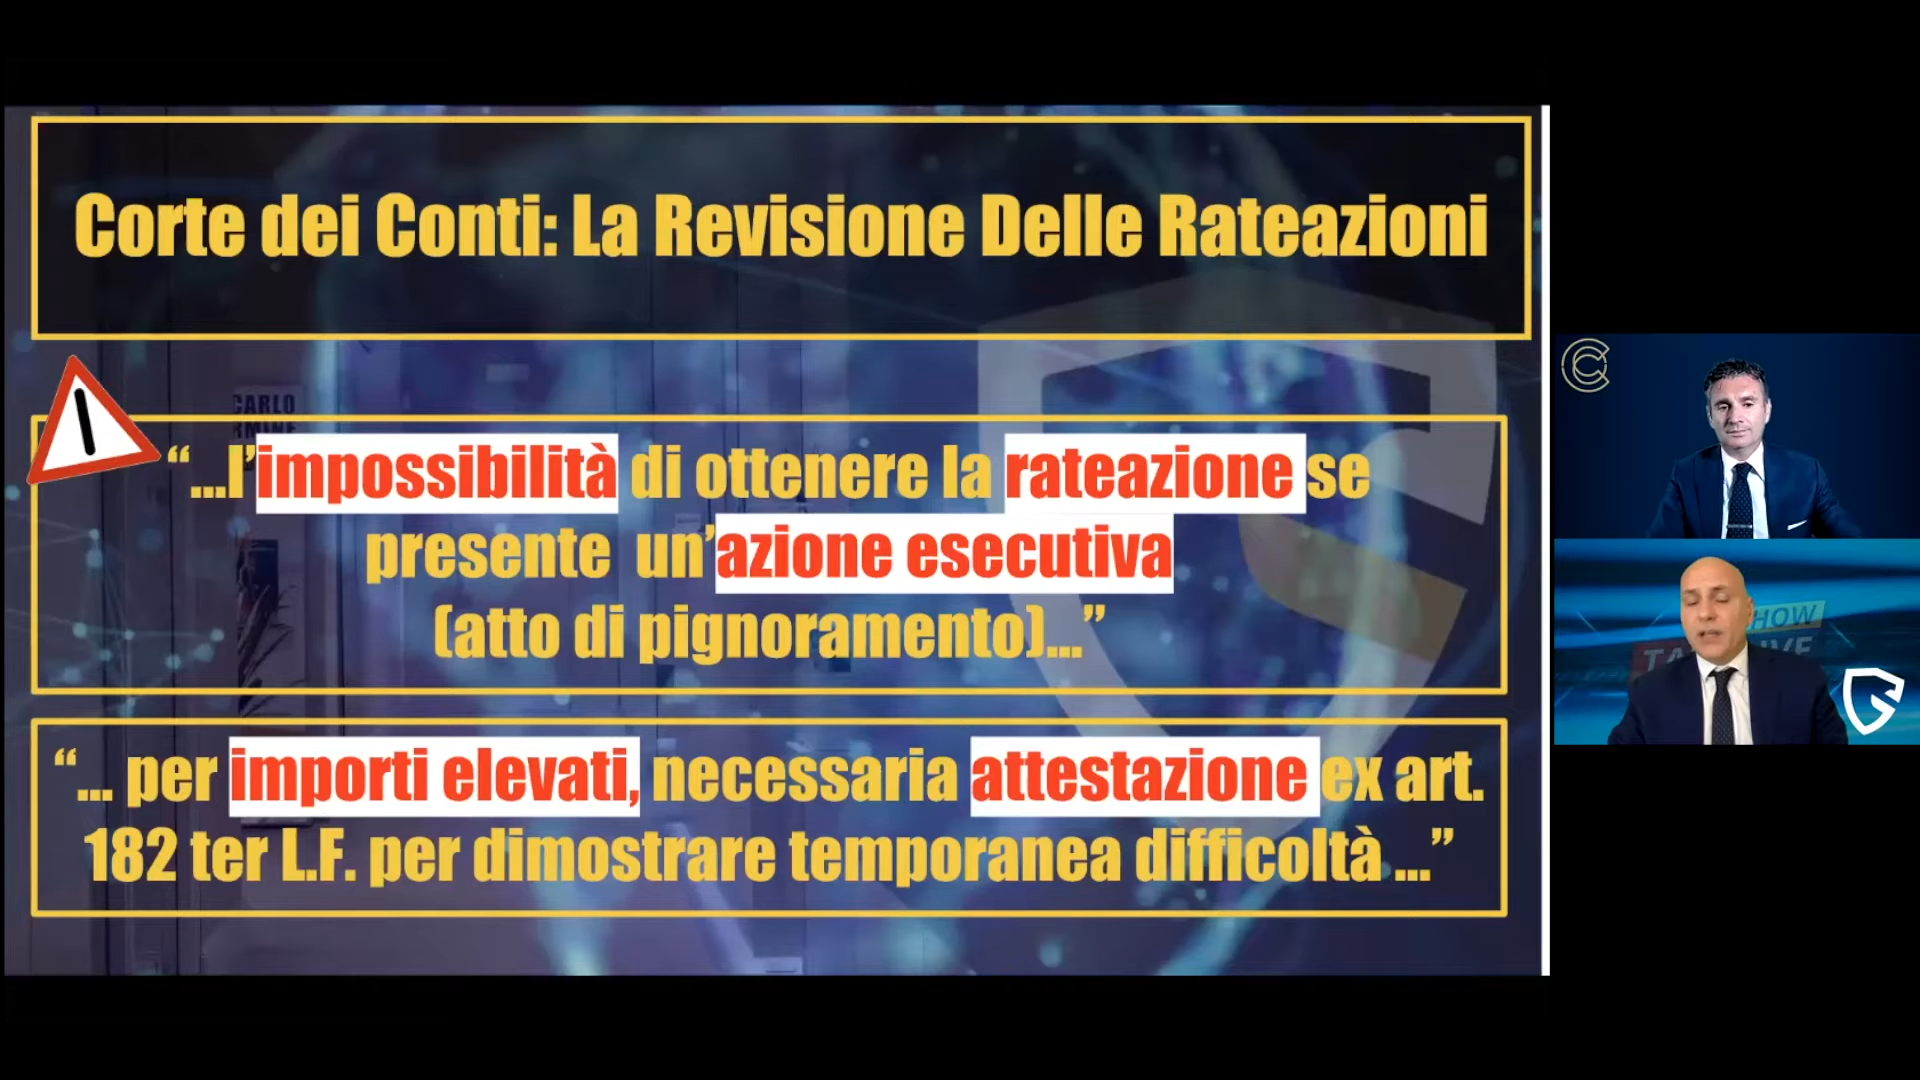 Corte dei Conti: La Revisione Delle Rateazioni
“...l’impossibilità di ottenere la rateazione se
presente un’azione esecutiva
(atto di pignoramento)...”
“... per importi elevati, necessaria attestazione ex art.
182 ter L.F. per dimostrare temporanea difficoltà ...”
CARLO
HOW